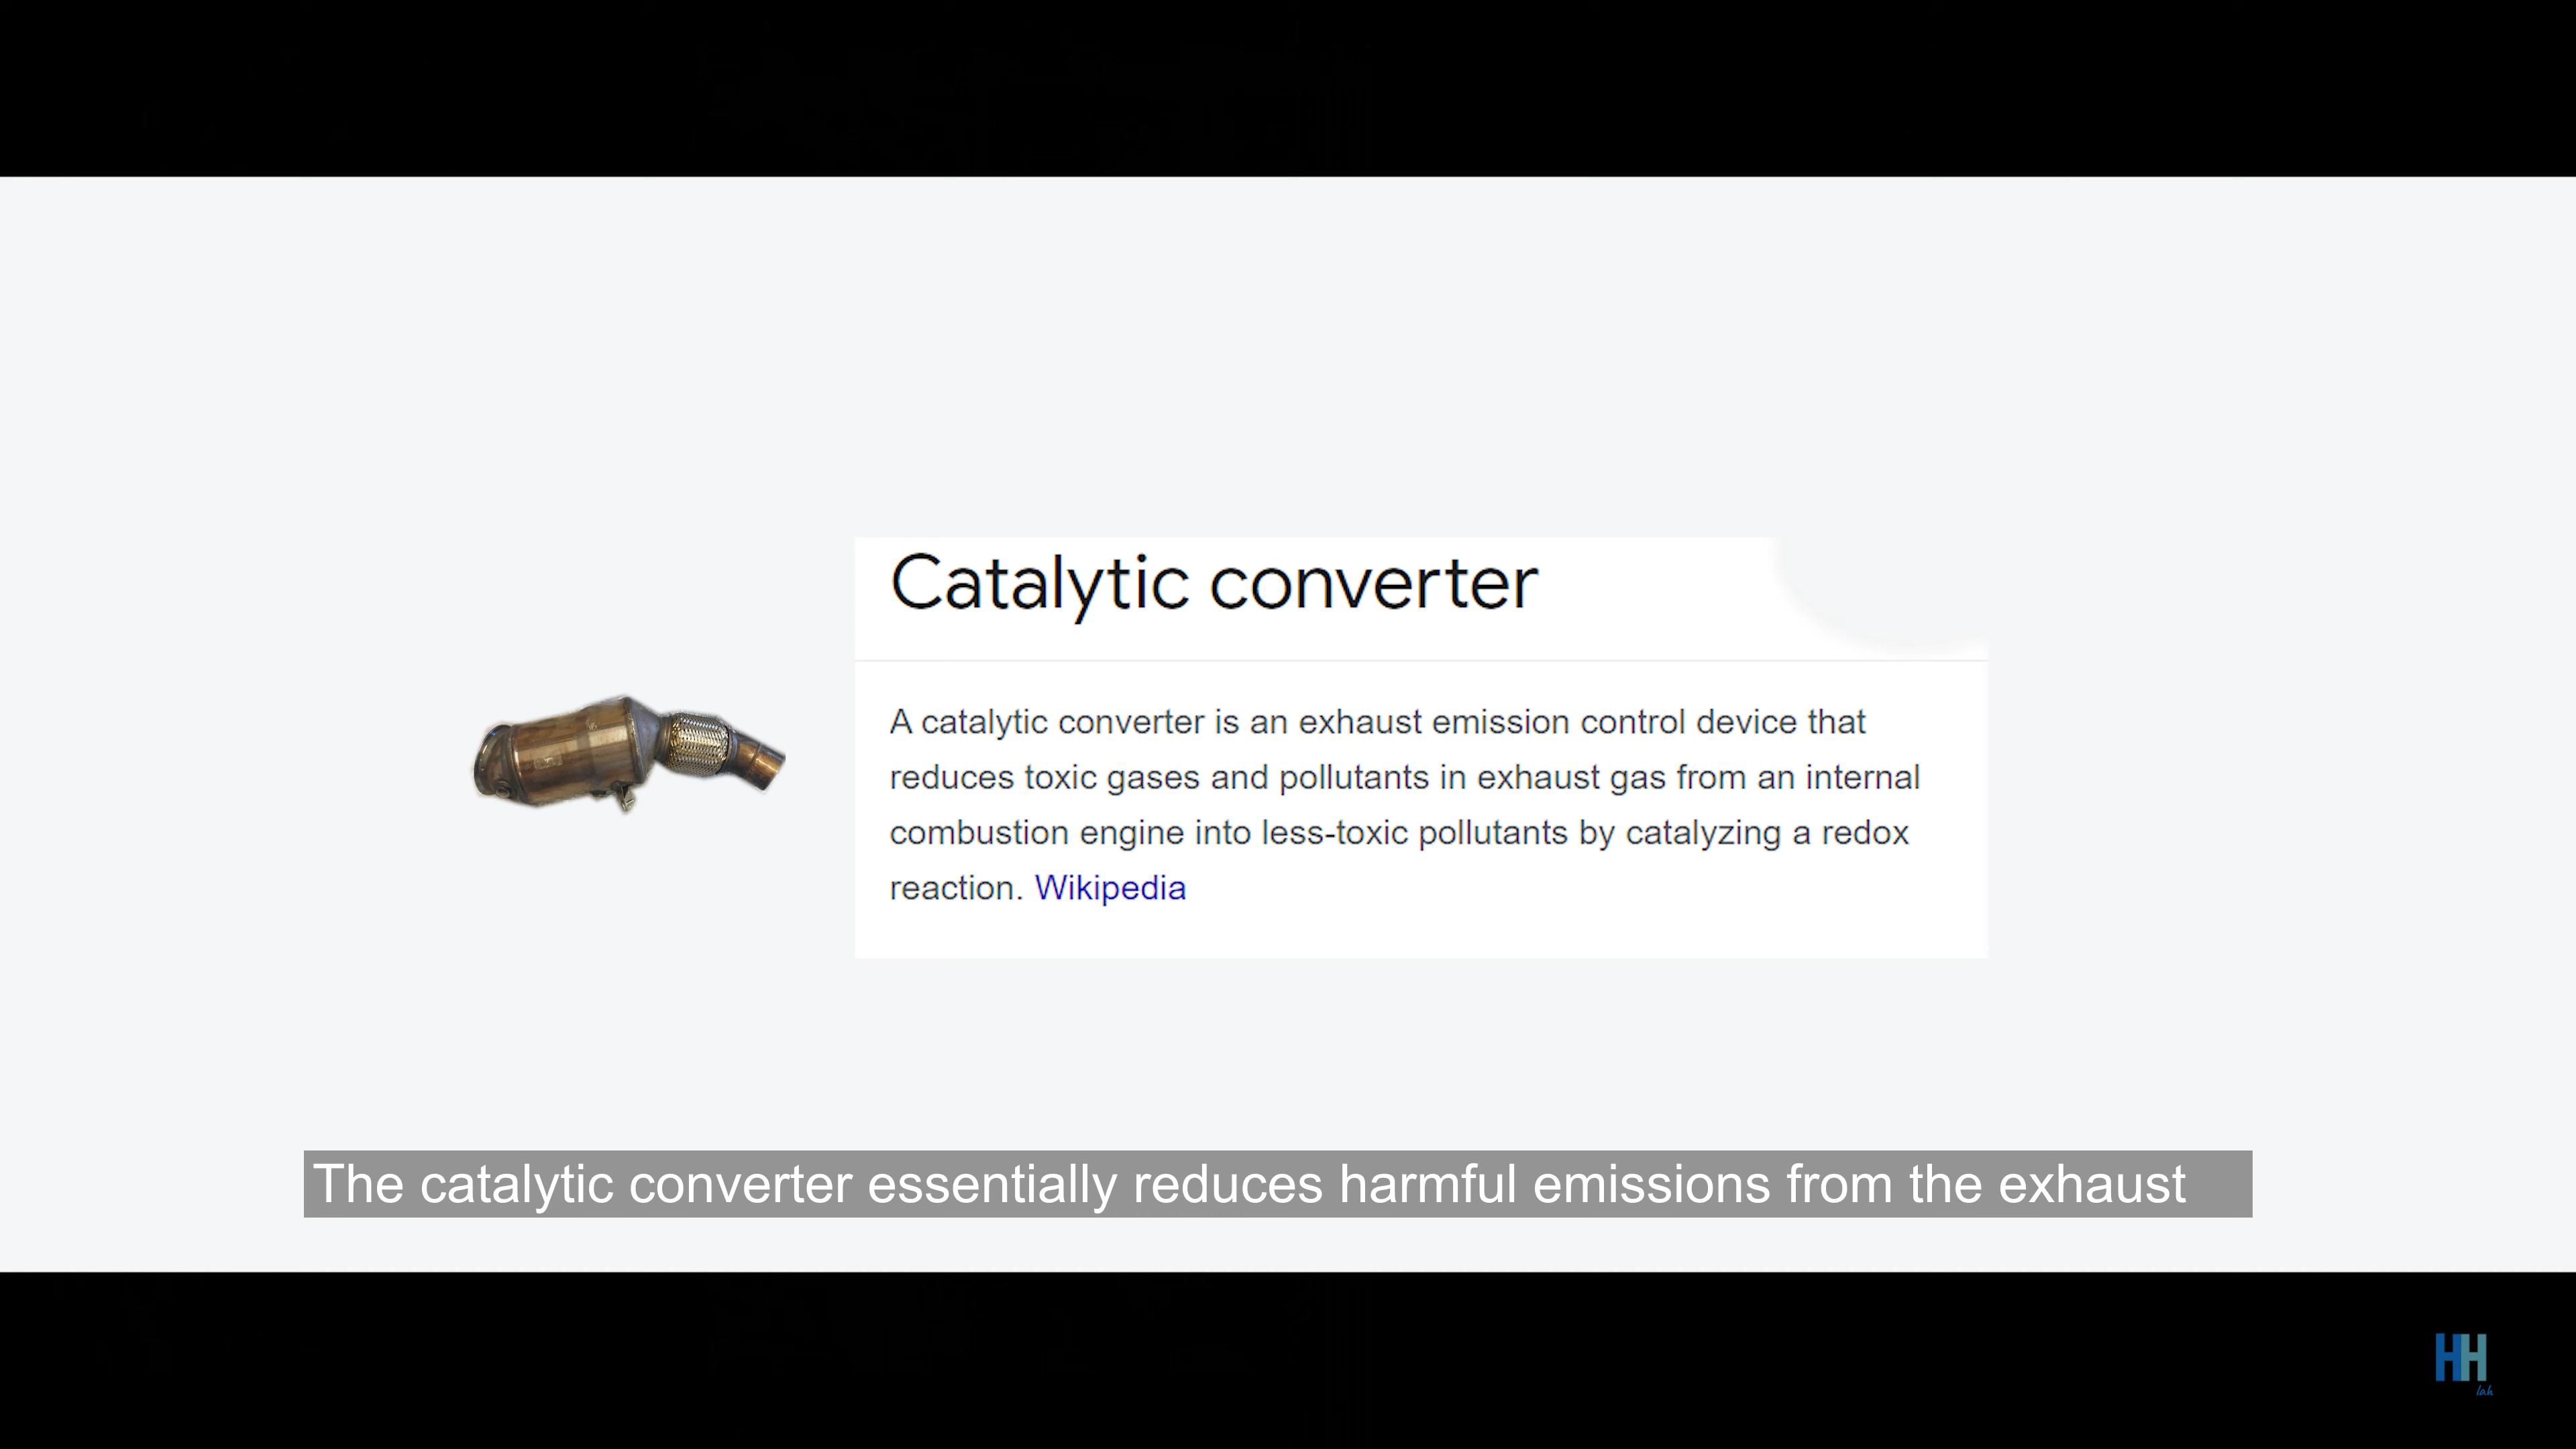 Catalytic converter
A catalytic converter is an exhaust emission control device that
reduces toxic gases and pollutants in exhaust gas from an internal
combustion engine into less-toxic pollutants by catalyzing a redox
reaction. Wikipedia
The catalytic converter essentially reduces harmful emissions from the exhaust
HH
lah